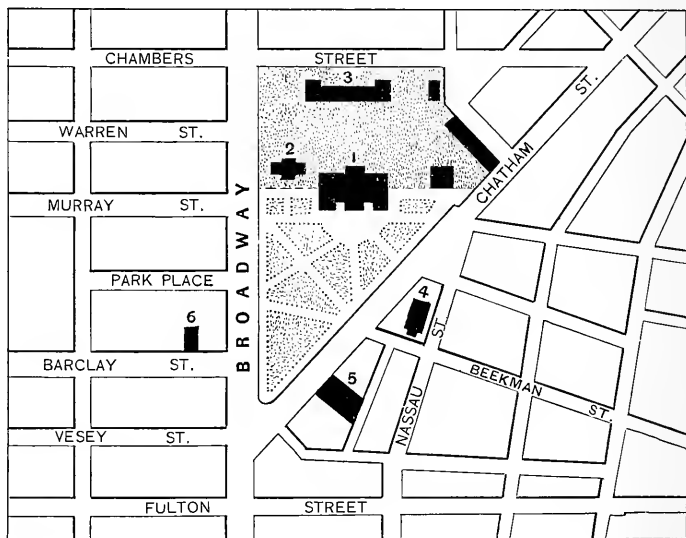 CHAMBERS STREET
3
ST.
WARREN ST.
2
1
CHATHAM
MURRAY ST.
BROADWAY
PARK PLACE
4
6
ST.
BARCLAY ST.
BEEKMAN
5
NASSAU
ST.
VESEY ST.
FULTON STREET